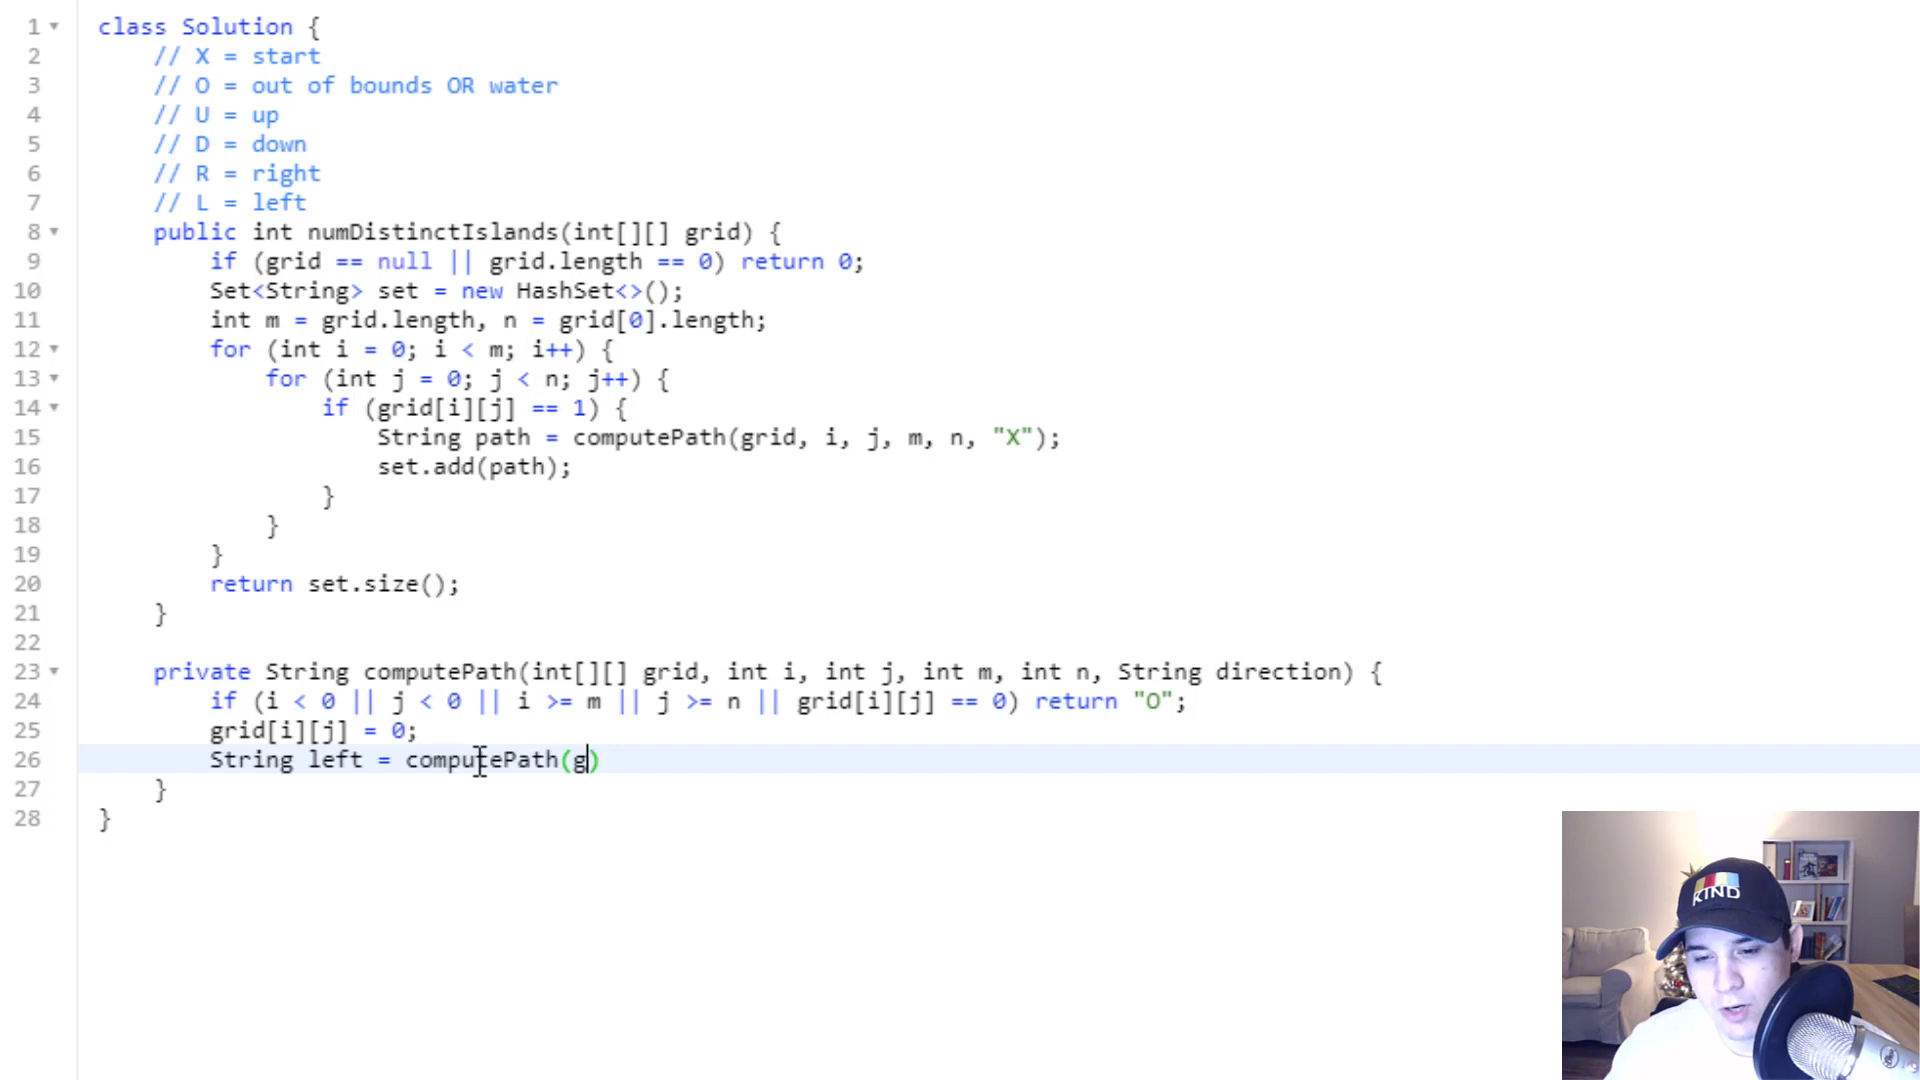 1 class Solution {
2 // X = start
3 // O = out of bounds OR water
4 // U = up
5 // D = down
6 // R = right
7 // L = left
8 public int numDistinctIslands(int[][] grid) {
9 if (grid == null || grid.length == 0) return 0;
10 Set<String> set = new HashSet<>();
11 int m = grid.length, n = grid[0].length;
12 for (int i = 0; i < m; i++) {
13 for (int j = 0; j < n; j++) {
14 if (grid[i][j] == 1) {
15 String path = computePath(grid, i, j, m, n, "X");
16 set.add(path);
17 }
18 }
19 }
20 return set.size();
21 }
22
23 private String computePath(int[][] grid, int i, int j, int m, int n, String direction) {
24 if (i < 0 || j < 0 || i >= m || j >= n || grid[i][j] == 0) return "O";
25 grid[i][j] = 0;
26 String left = computePath(g)
27 }
28 }
KIND